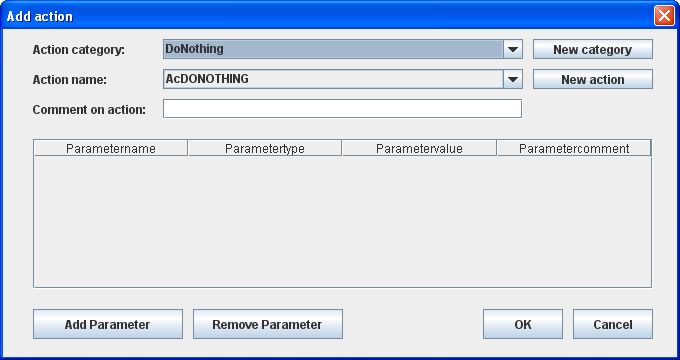 Add action
Action category: DoNothing New category
Action name: AcDONOTHING New action
Comment on action:
Parametername Parametertype Parametervalue Parametercomment
Add Parameter Remove Parameter OK Cancel